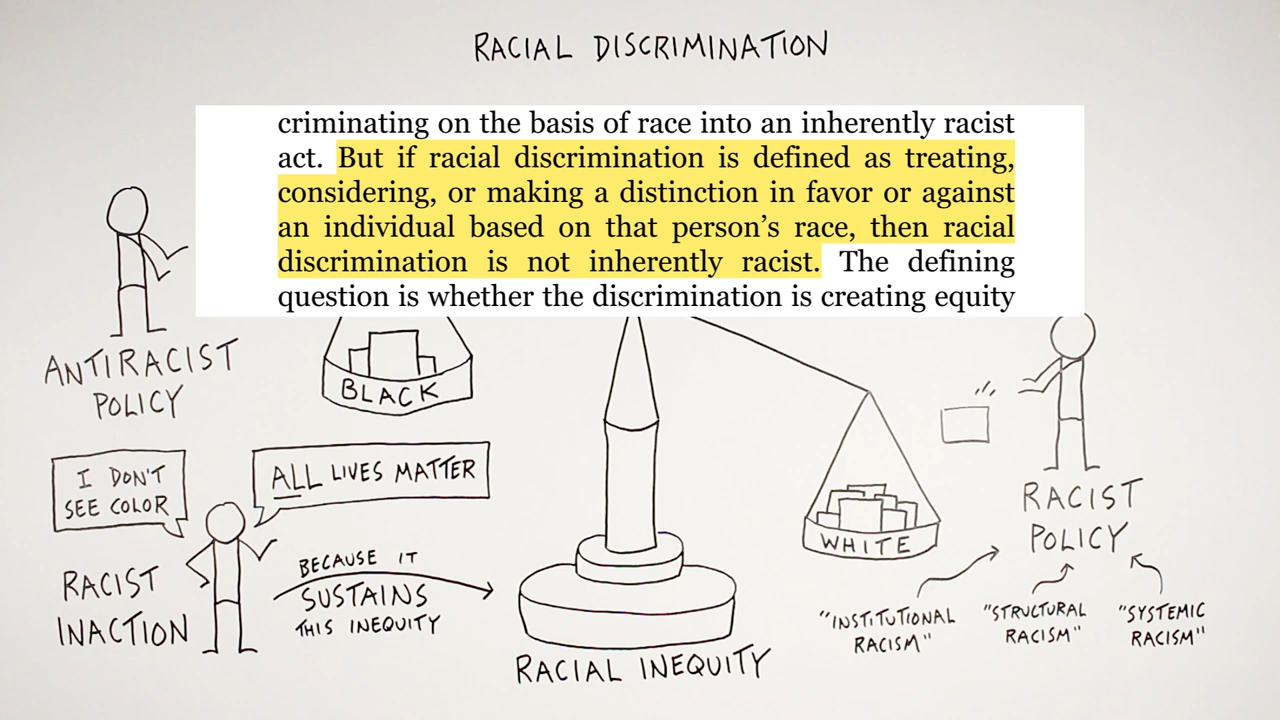 RACIAL DISCRIMINATION
criminating on the basis of race into an inherently racist
act. But if racial discrimination is defined as treating,
considering, or making a distinction in favor or against
an individual based on that person’s race, then racial
discrimination is not inherently racist. The defining
question is whether the discrimination is creating equity
ANTIRACIST
POLICY
BLACK
I DON'T
SEE COLOR
ALL LIVES MATTER
RACIST
INACTION
BECAUSE IT
SUSTAINS
THIS INEQUITY
RACIAL INEQUITY
WHITE
RACIST
POLICY
"INSTITUTIONAL
RACISM"
"STRUCTURAL
RACISM"
"SYSTEMIC
RACISM"